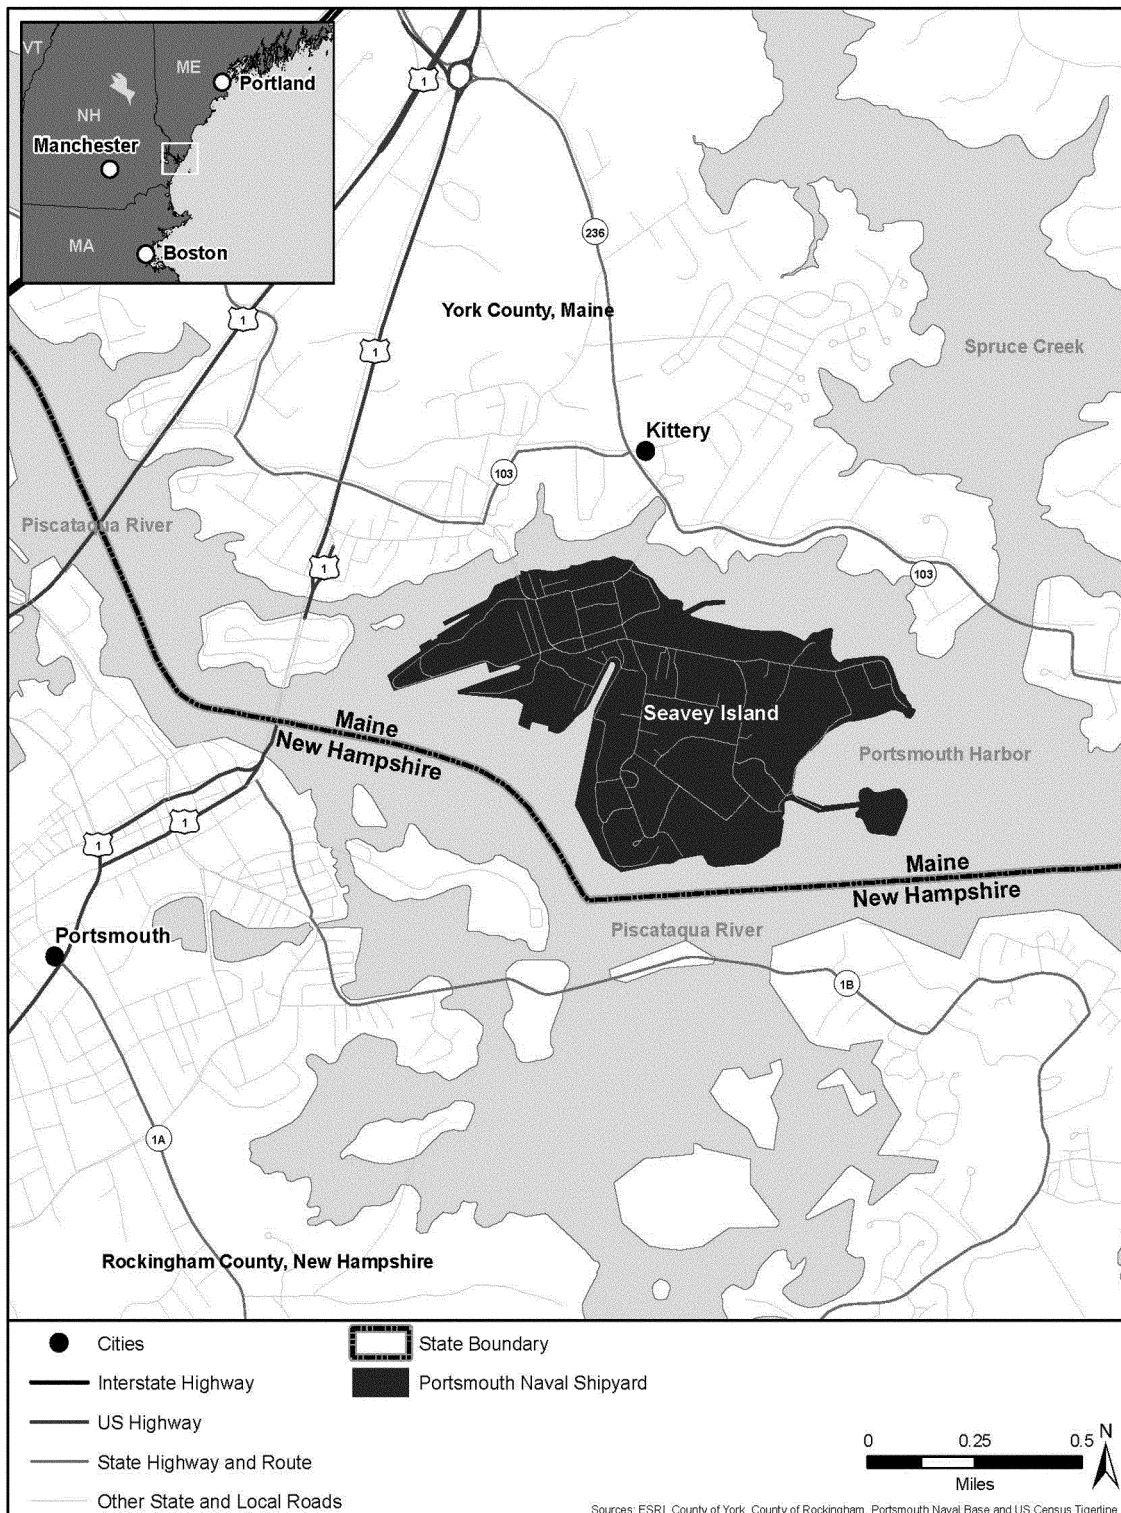 VT
ME
Portland
NH
Manchester
MA
Boston
1
236
York County, Maine
1
1
Spruce Creek
Kittery
103
Piscataqua River
1
103
Seavey Island
Maine
New Hampshire
Portsmouth Harbor
1
1
Maine
New Hampshire
Portsmouth
Piscataqua River
1B
1A
Rockingham County, New Hampshire
Cities
State Boundary
Interstate Highway
Portsmouth Naval Shipyard
US Highway
State Highway and Route
Other State and Local Roads
0 0.25 0.5
Miles
N
Sources: ESRI, County of York, County of Rockingham, Portsmouth Naval Base and US Census Tigerline